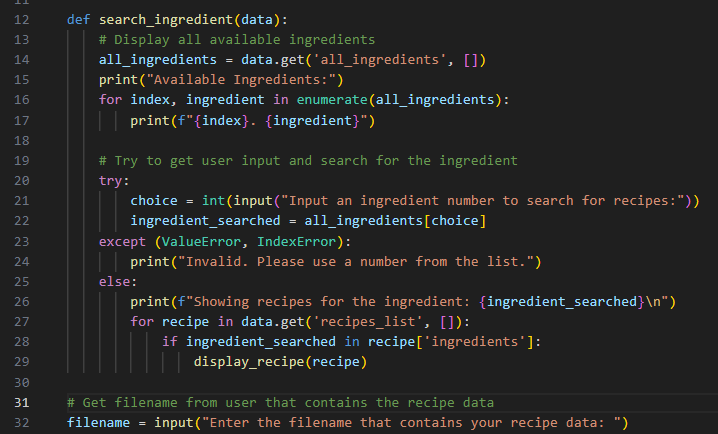 12 def search_ingredient(data):
13     # Display all available ingredients
14     all_ingredients = data.get('all_ingredients', [])
15     print("Available Ingredients:")
16     for index, ingredient in enumerate(all_ingredients):
17         print(f"{index}. {ingredient}")
18
19     # Try to get user input and search for the ingredient
20     try:
21         choice = int(input("Input an ingredient number to search for recipes:"))
22         ingredient_searched = all_ingredients[choice]
23     except (ValueError, IndexError):
24         print("Invalid. Please use a number from the list.")
25     else:
26         print(f"Showing recipes for the ingredient: {ingredient_searched}\n")
27         for recipe in data.get('recipes_list', []):
28             if ingredient_searched in recipe['ingredients']:
29                 display_recipe(recipe)
30
31 # Get filename from user that contains the recipe data
32 filename = input("Enter the filename that contains your recipe data: ")